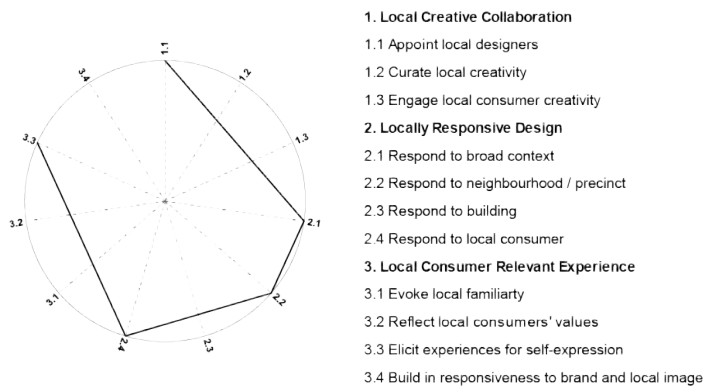 1.1
1.2
1.3
2.1
2.2
2.3
2.4
3.1
3.2
3.3
3.4
1. Local Creative Collaboration
1.1 Appoint local designers
1.2 Curate local creativity
1.3 Engage local consumer creativity
2. Locally Responsive Design
2.1 Respond to broad context
2.2 Respond to neighbourhood / precinct
2.3 Respond to building
2.4 Respond to local consumer
3. Local Consumer Relevant Experience
3.1 Evoke local familiarty
3.2 Reflect local consumers' values
3.3 Elicit experiences for self-expression
3.4 Build in responsiveness to brand and local image